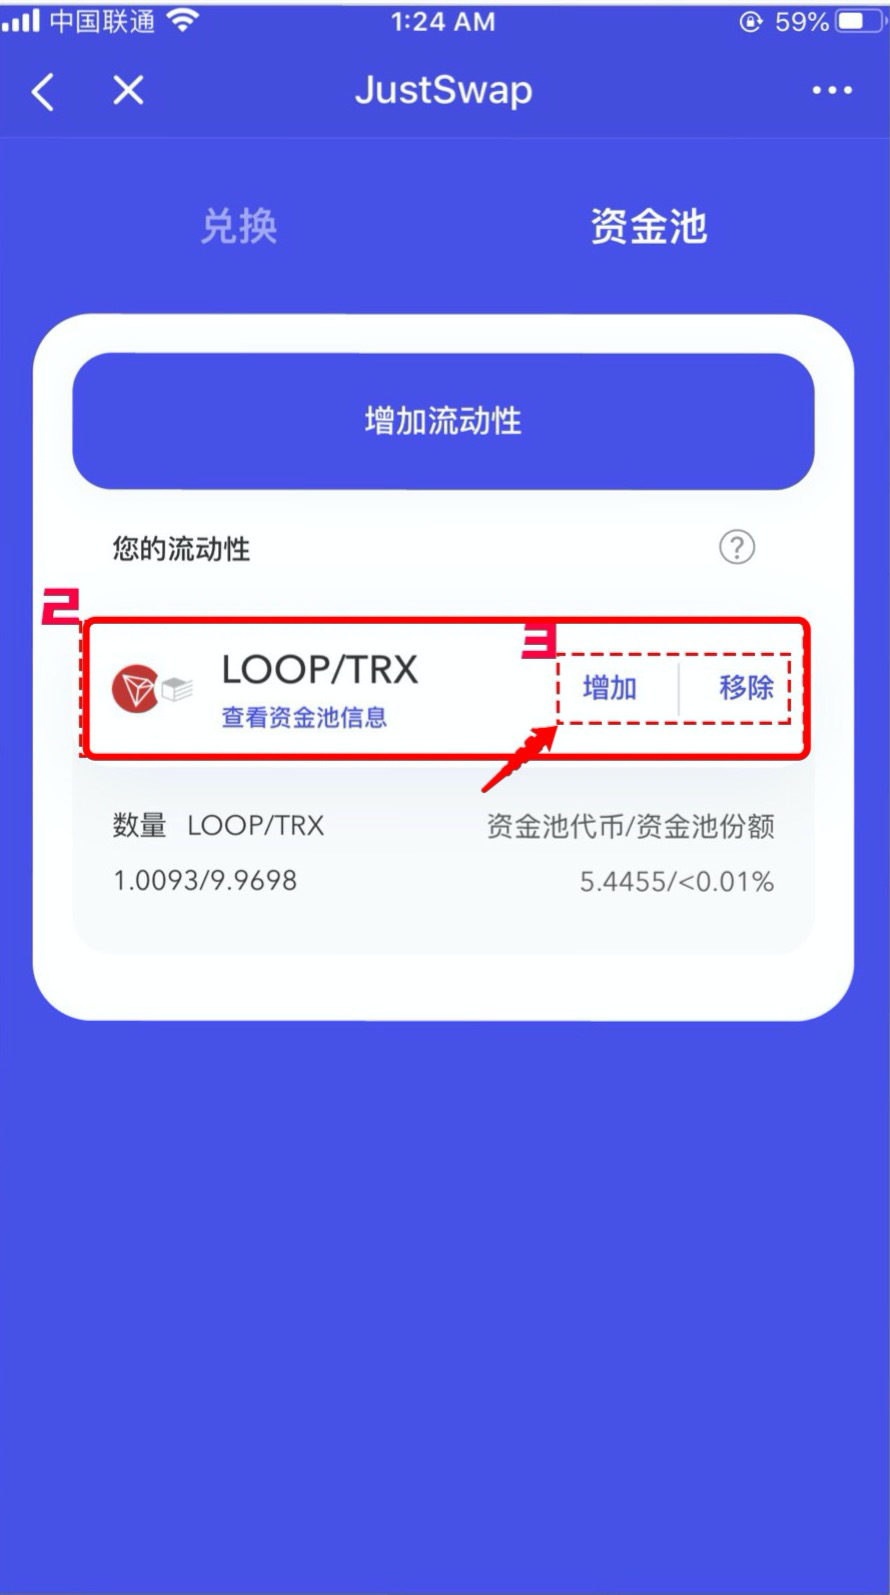 中国联通 1:24 AM 59%
JustSwap
兑换 资金池
增加流动性
您的流动性 ?
2
3
LOOP/TRX 增加 移除
查看资金池信息
数量 LOOP/TRX 资金池代币/资金池份额
1.0093/9.9698 5.4455/<0.01%